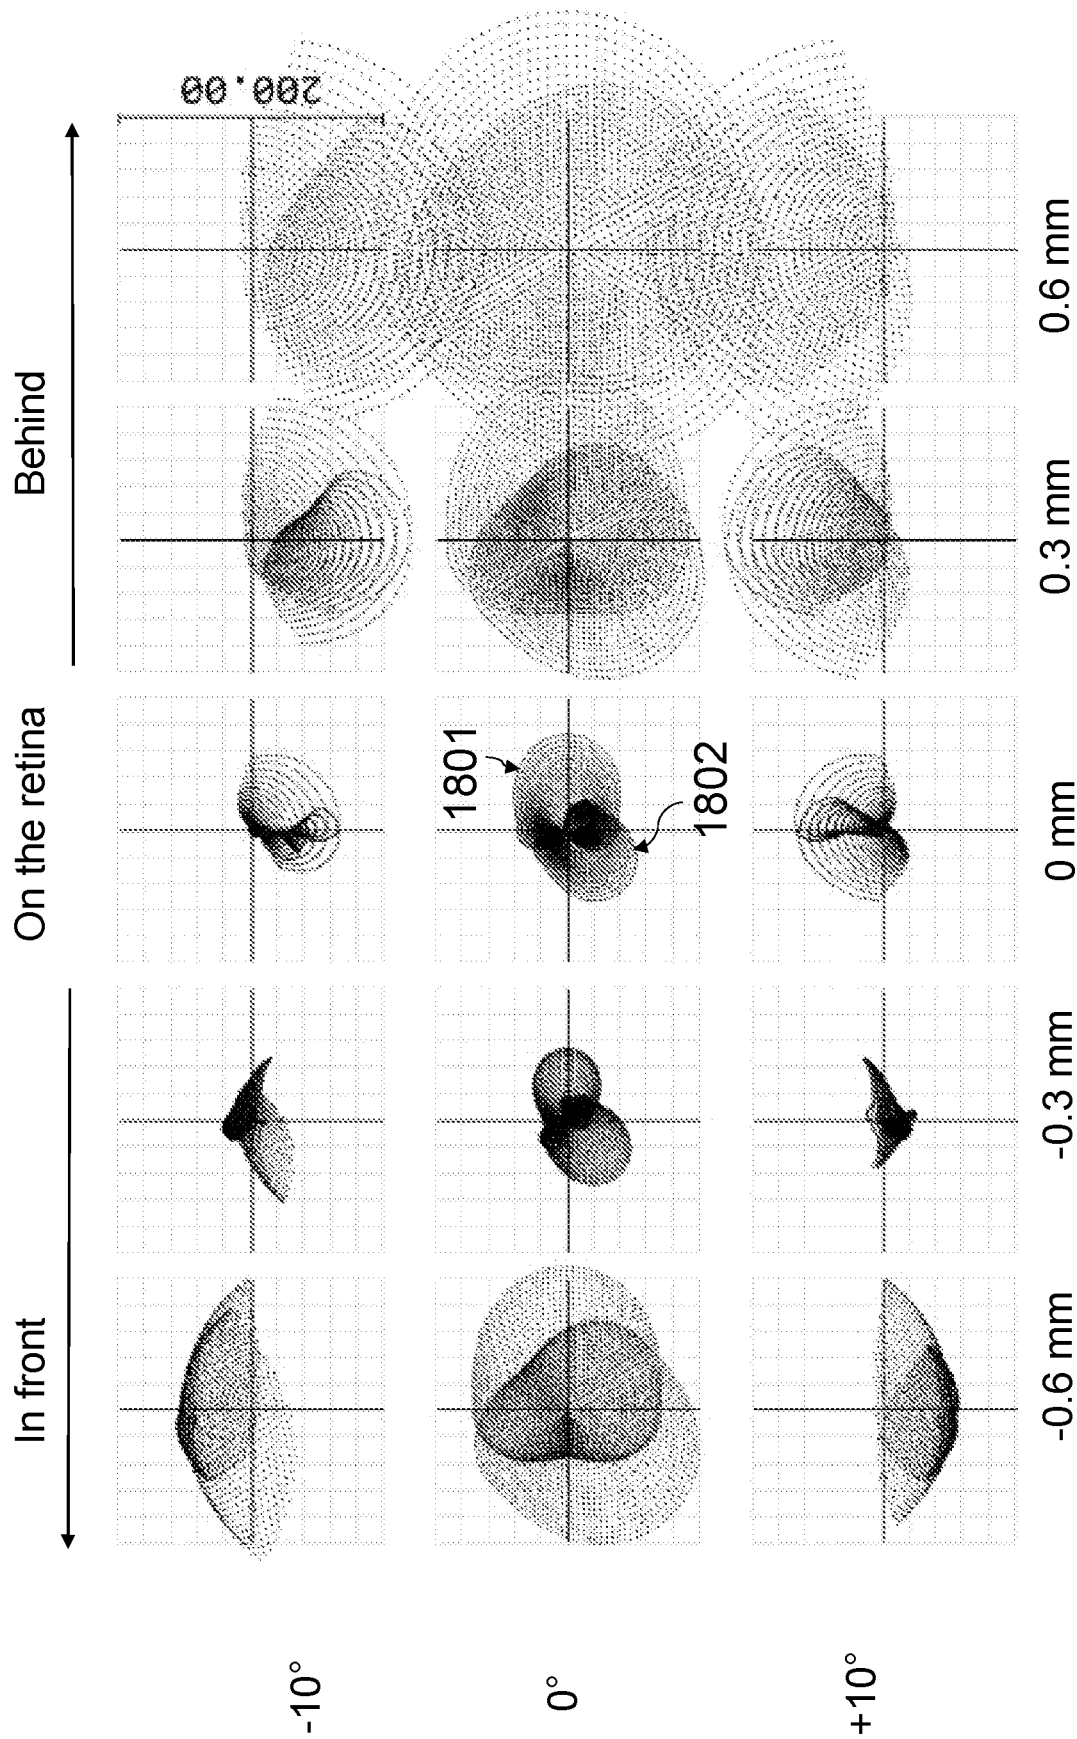 In front
On the retina
Behind
200.00
-10°
0°
1801
1802
+10°
-0.6 mm
-0.3 mm
0 mm
0.3 mm
0.6 mm